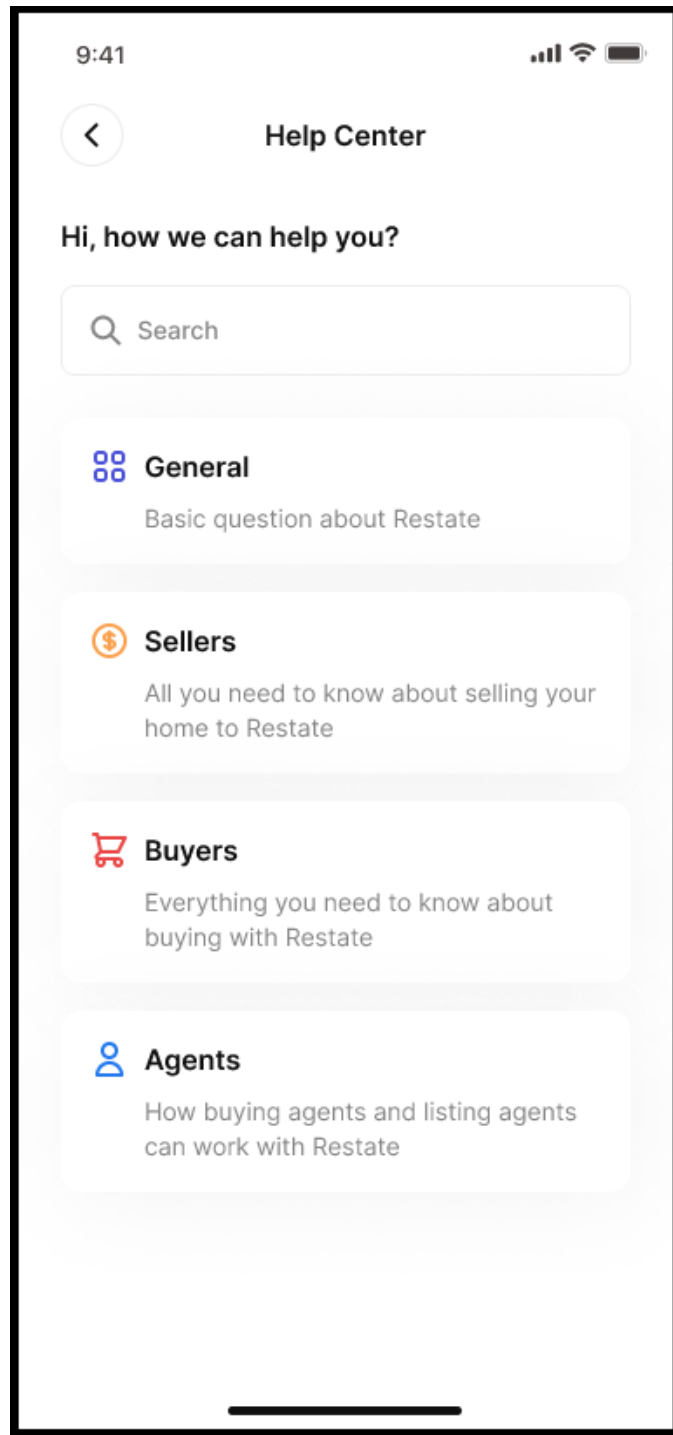 9:41
Help Center
Hi, how we can help you?
Search
General
Basic question about Restate
Sellers
All you need to know about selling your
home to Restate
Buyers
Everything you need to know about
buying with Restate
Agents
How buying agents and listing agents
can work with Restate